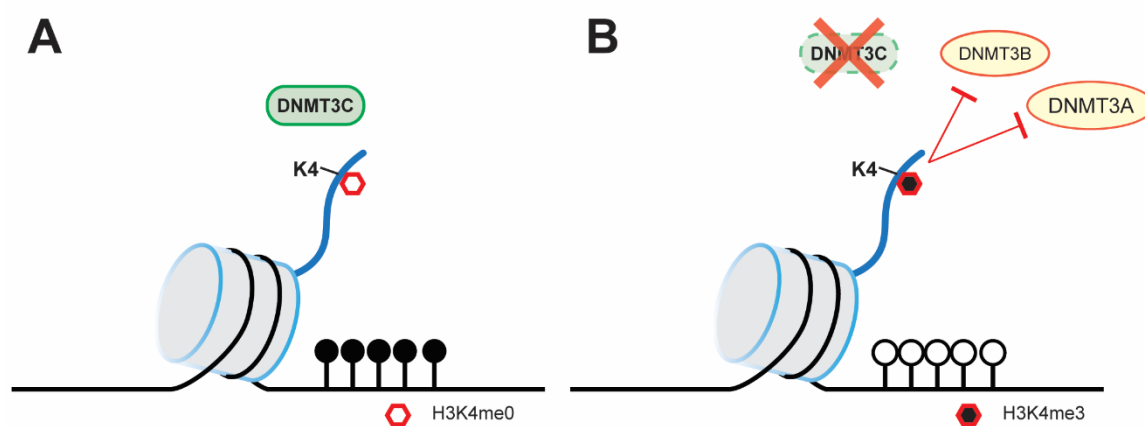 A
DNMT3C
K4
H3K4me0
B
DNMT3C
DNMT3B
DNMT3A
K4
H3K4me3